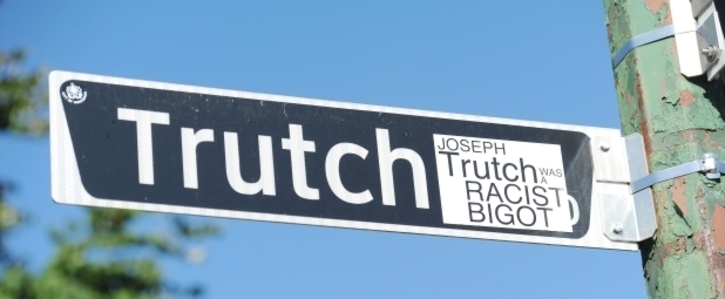 Trutch
JOSEPH
Trutch WAS
A
RACIST
BIGOT